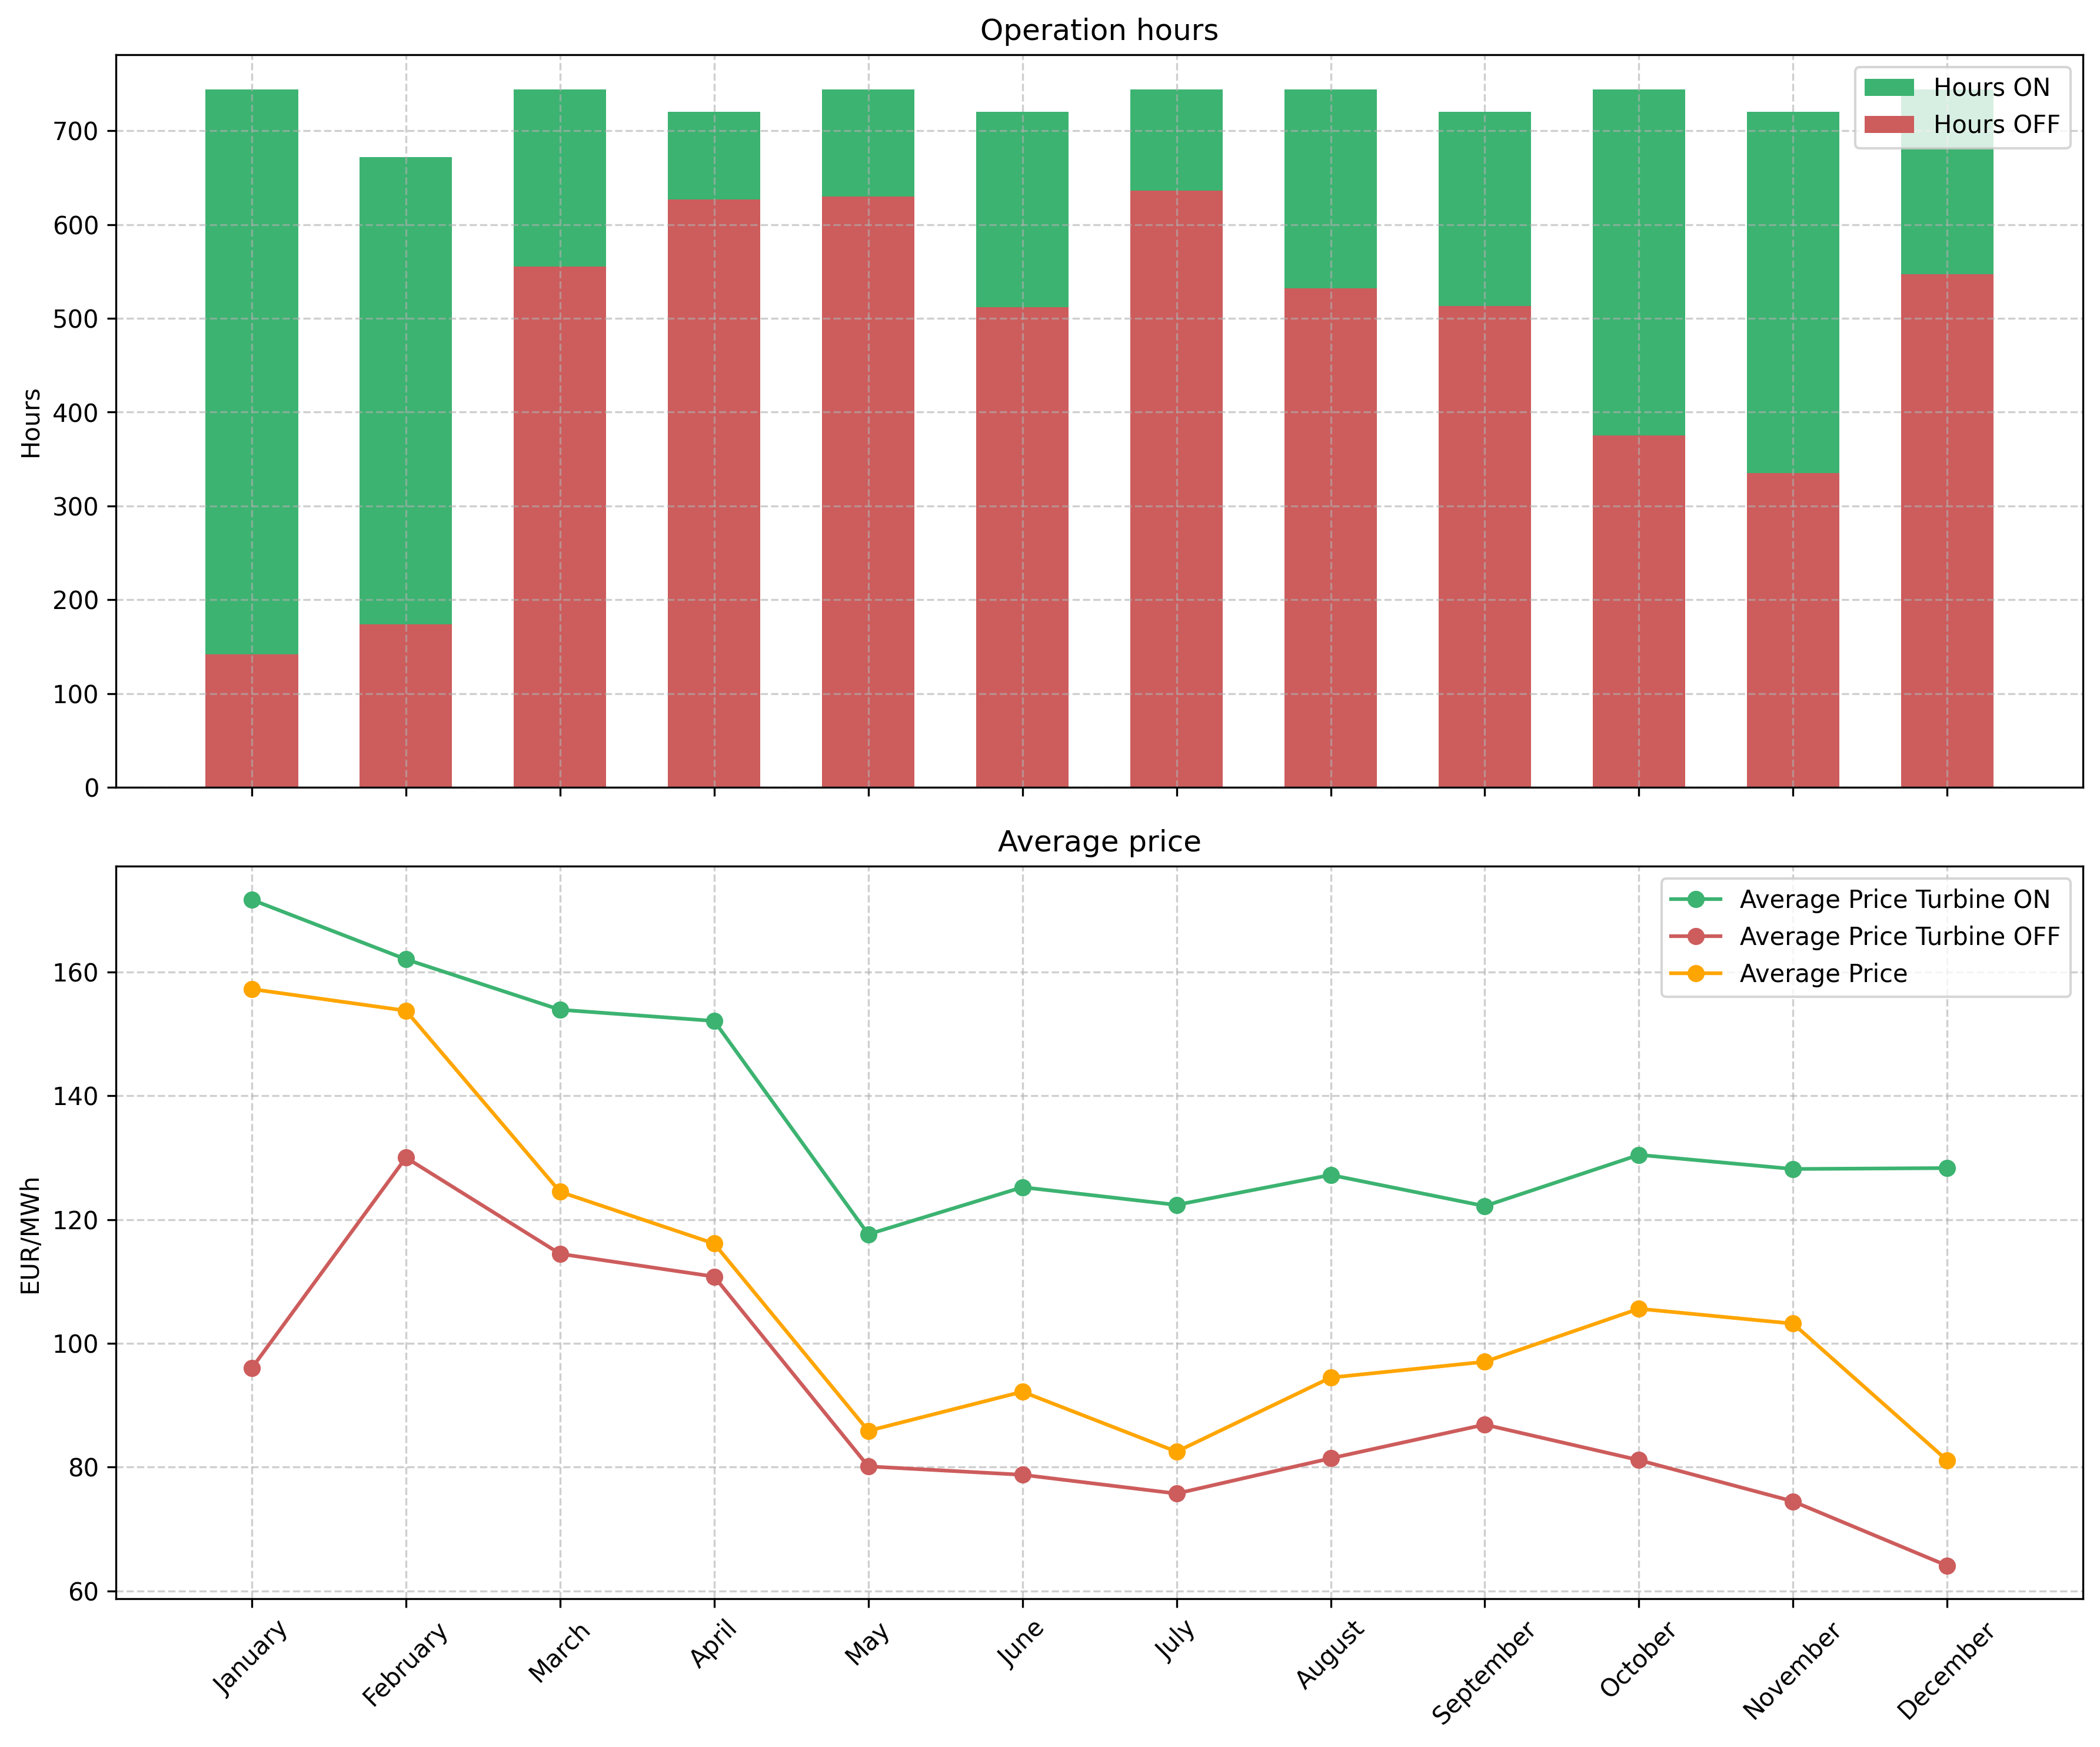 Operation hours
Hours
700
600
500
400
300
200
100
0
Hours ON
Hours OFF
Average price
EUR/MWh
160
140
120
100
80
60
Average Price Turbine ON
Average Price Turbine OFF
Average Price
January
February
March
April
May
June
July
August
September
October
November
December